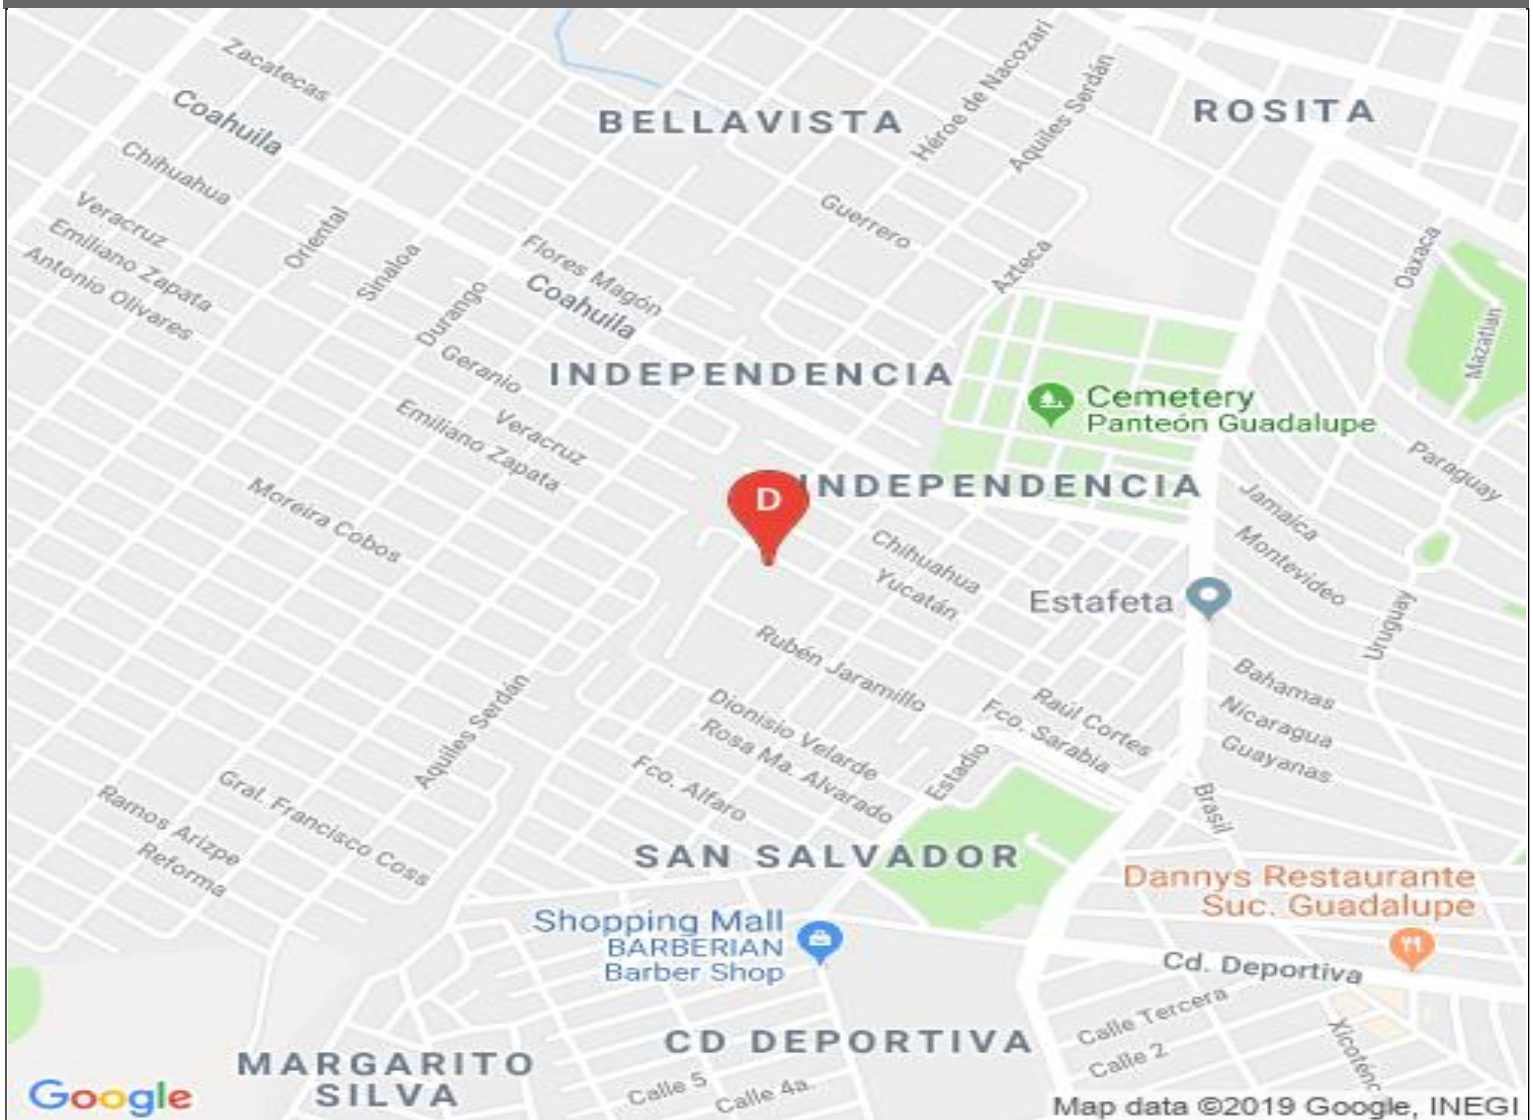 Zacatecas
Coahuila
Chihuahua
Veracruz
Emiliano Zapata
Antonio Olivares
Oriental
Sinaloa
Durango
Geranio
BELLAVISTA
Héroe de Nacozari
Aquiles Serdán
ROSITA
Guerrero
Flores Magón
Coahuila
Azteca
Oaxaca
Mazatlan
INDEPENDENCIA
Cemetery
Panteón Guadalupe
Veracruz
Emiliano Zapata
Paraguay
Moreira Cobos
D
INDEPENDENCIA
Jamaica
Montevideo
Chihuahua
Yucatán
Estafeta
Uruguay
Rubén Jaramillo
Bahamas
Nicaragua
Guayanas
Raúl Cortes
Fco. Sarabia
Aquiles Serdán
Dionisio Velarde
Rosa Ma. Alvarado
Fco. Alfaro
Estadio
Brasil
Gral. Francisco Coss
Ramos Arizpe
Reforma
SAN SALVADOR
Dannys Restaurante
Suc. Guadalupe
Shopping Mall
BARBERIAN
Barber Shop
Cd. Deportiva
Calle Tercera
Calle 2
Xicoténc
CD DEPORTIVA
MARGARITO
SILVA
Calle 5
Calle 4a.
Google
Map data ©2019 Google, INEGI